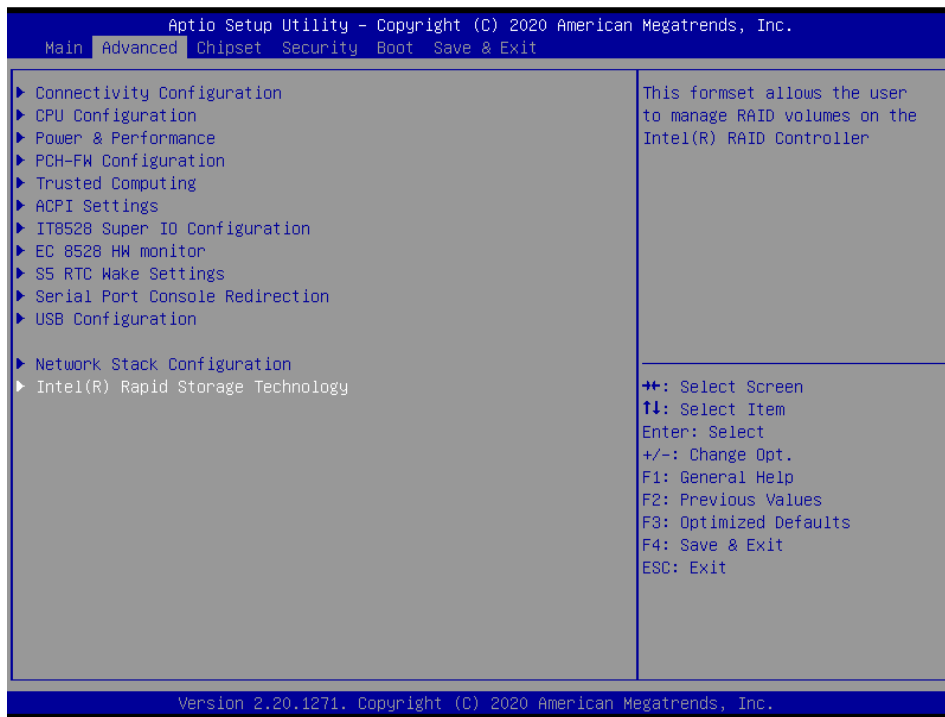 Aptio Setup Utility – Copyright (C) 2020 American Megatrends, Inc.
Main Advanced Chipset Security Boot Save & Exit
▶ Connectivity Configuration
▶ CPU Configuration
▶ Power & Performance
▶ PCH-FW Configuration
▶ Trusted Computing
▶ ACPI Settings
▶ IT8528 Super IO Configuration
▶ EC 8528 HW monitor
▶ S5 RTC Wake Settings
▶ Serial Port Console Redirection
▶ USB Configuration
▶ Network Stack Configuration
▶ Intel(R) Rapid Storage Technology
This formset allows the user
to manage RAID volumes on the
Intel(R) RAID Controller
→←: Select Screen
↑↓: Select Item
Enter: Select
+/-: Change Opt.
F1: General Help
F2: Previous Values
F3: Optimized Defaults
F4: Save & Exit
ESC: Exit
Version 2.20.1271. Copyright (C) 2020 American Megatrends, Inc.